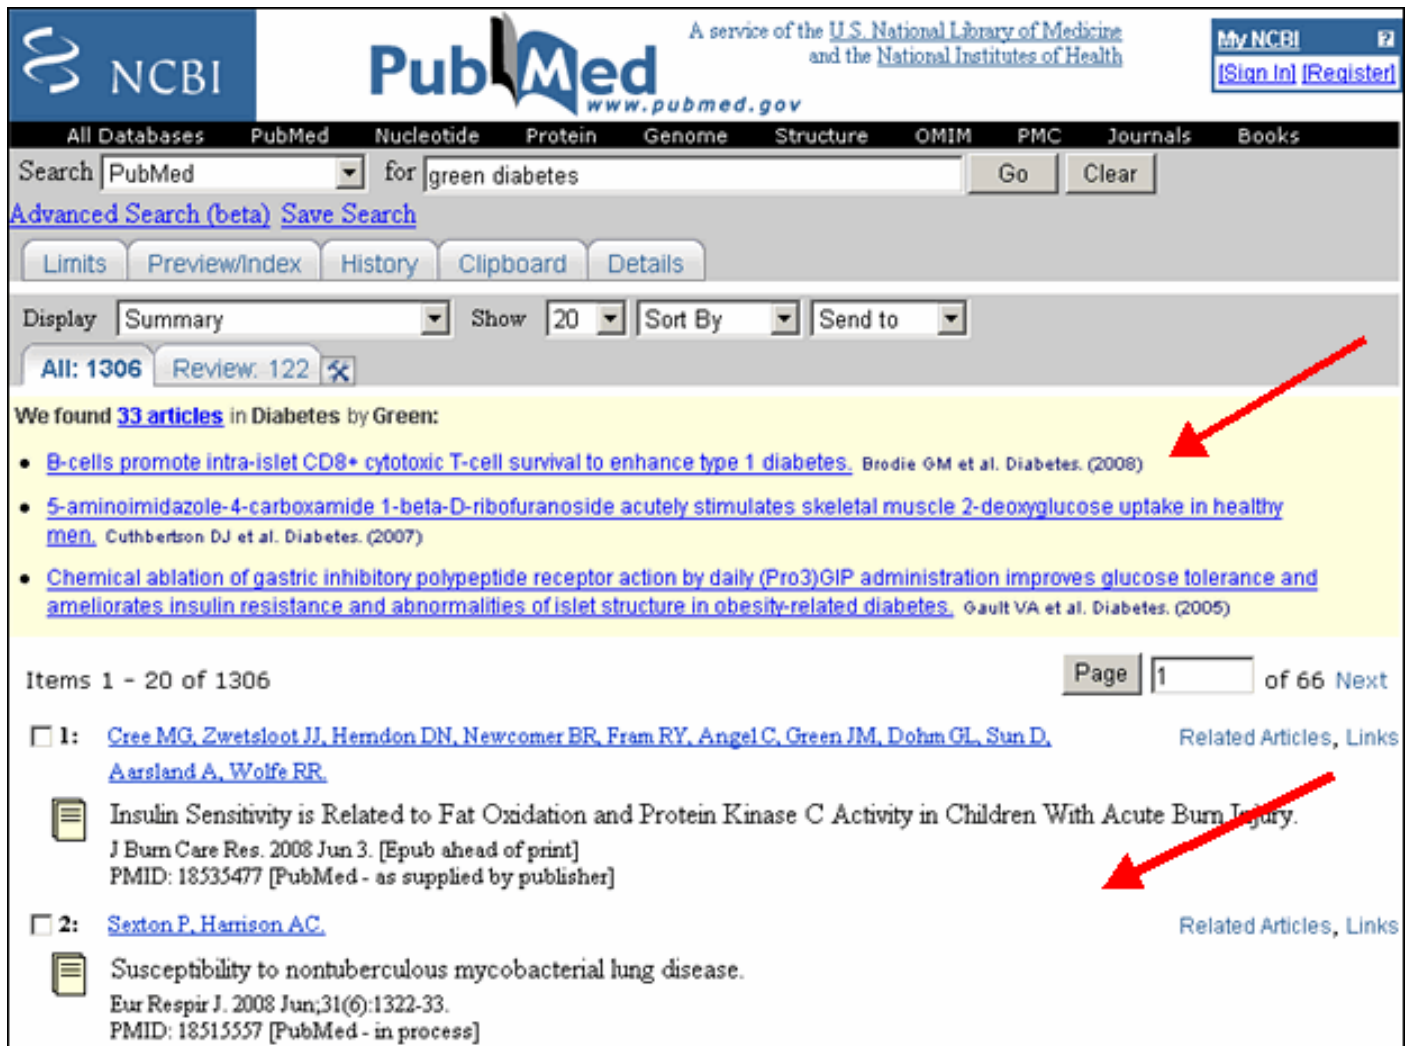 NCBI
PubMed
www.pubmed.gov
A service of the U.S. National Library of Medicine
and the National Institutes of Health
My NCBI ?
[Sign In] [Register]
All Databases PubMed Nucleotide Protein Genome Structure OMIM PMC Journals Books
Search PubMed for green diabetes Go Clear
Advanced Search (beta) Save Search
Limits Preview/Index History Clipboard Details
Display Summary Show 20 Sort By Send to
All: 1306 Review: 122
We found 33 articles in Diabetes by Green:
• B-cells promote intra-islet CD8+ cytotoxic T-cell survival to enhance type 1 diabetes. Brodie GM et al. Diabetes. (2008)
• 5-aminoimidazole-4-carboxamide 1-beta-D-ribofuranoside acutely stimulates skeletal muscle 2-deoxyglucose uptake in healthy
men. Cuthbertson DJ et al. Diabetes. (2007)
• Chemical ablation of gastric inhibitory polypeptide receptor action by daily (Pro3)GIP administration improves glucose tolerance and
ameliorates insulin resistance and abnormalities of islet structure in obesity-related diabetes. Gault VA et al. Diabetes. (2005)
Items 1 - 20 of 1306 Page 1 of 66 Next
1: Cree MG, Zwetsloot JJ, Herndon DN, Newcomer BR, Fram RY, Angel C, Green JM, Dohm GL, Sun D, Related Articles, Links
Aarsland A, Wolfe RR.
Insulin Sensitivity is Related to Fat Oxidation and Protein Kinase C Activity in Children With Acute Burn Injury.
J Burn Care Res. 2008 Jun 3. [Epub ahead of print]
PMID: 18535477 [PubMed - as supplied by publisher]
2: Sexton P, Harrison AC. Related Articles, Links
Susceptibility to nontuberculous mycobacterial lung disease.
Eur Respir J. 2008 Jun;31(6):1322-33.
PMID: 18515557 [PubMed - in process]